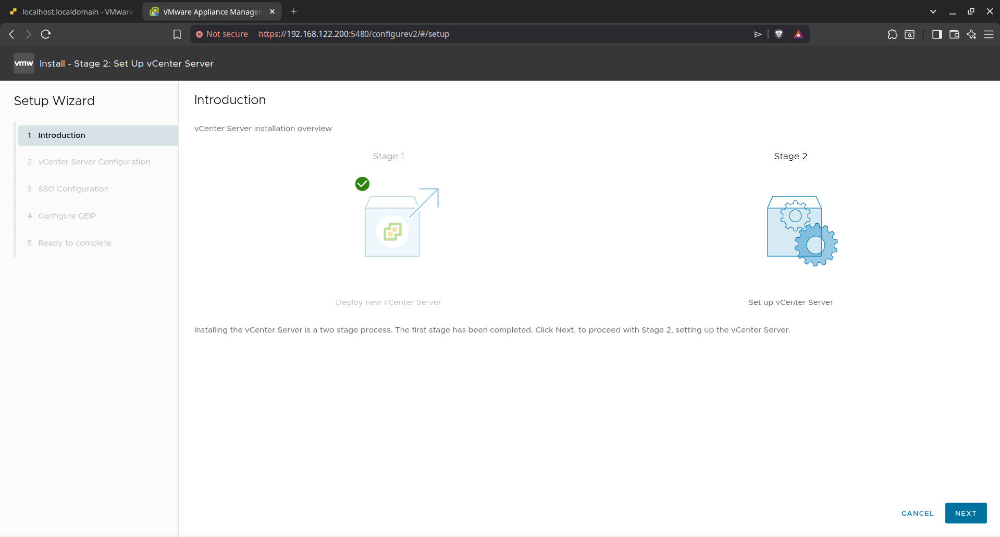 localhost.localdomain - VMware
VMware Appliance Manager
Not secure https://192.168.122.200:5480/configurev2/#/setup
vmw Install - Stage 2: Set Up vCenter Server
Setup Wizard
1 Introduction
2 vCenter Server Configuration
3 SSO Configuration
4 Configure CEIP
5 Ready to complete
Introduction
vCenter Server installation overview
Stage 1
Stage 2
Deploy new vCenter Server
Set up vCenter Server
Installing the vCenter Server is a two stage process. The first stage has been completed. Click Next, to proceed with Stage 2, setting up the vCenter Server.
CANCEL
NEXT